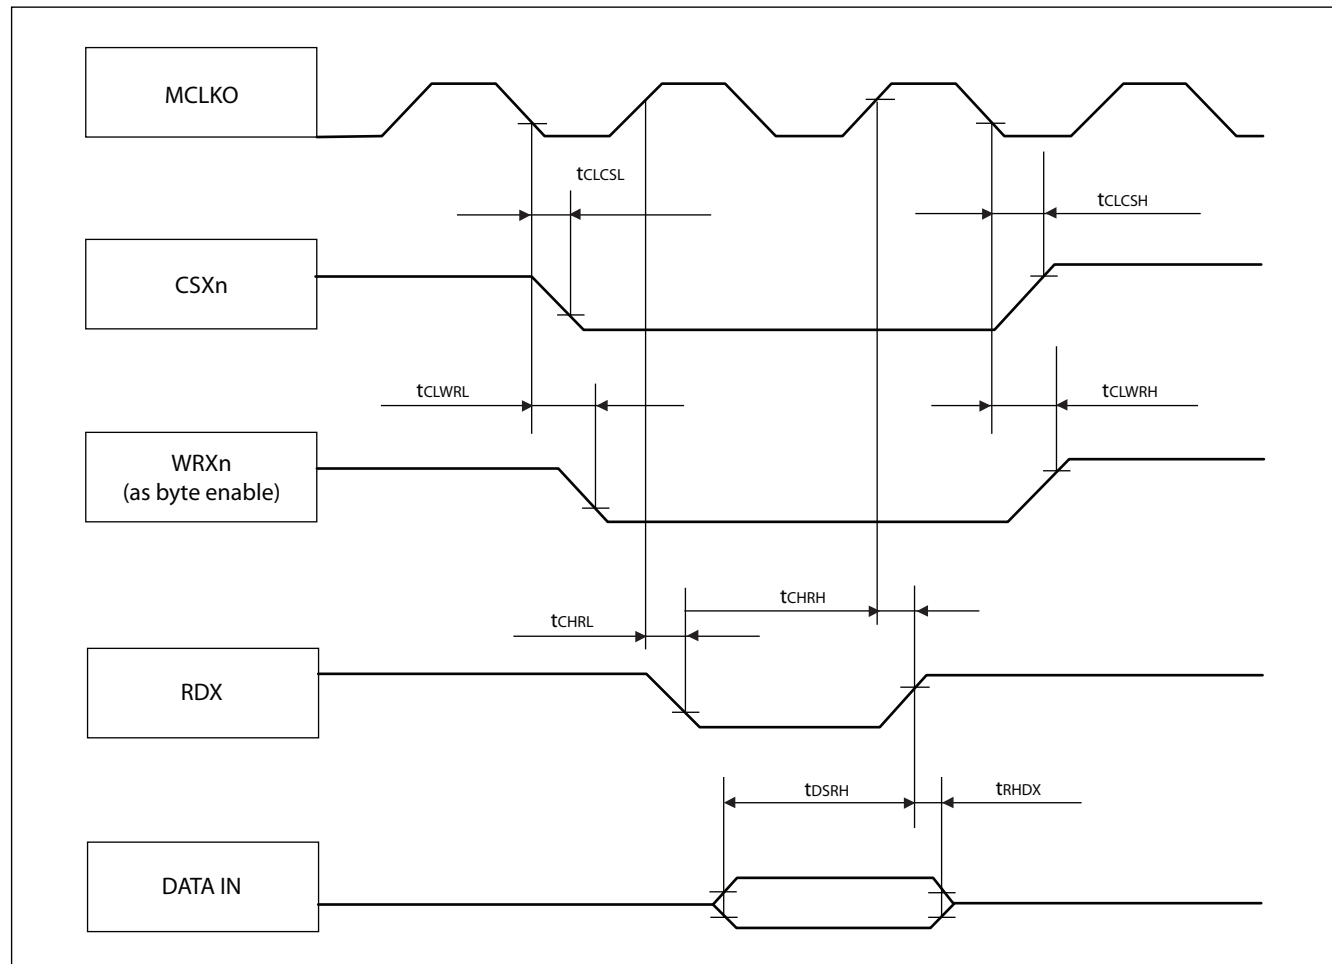 MCLKO
tCLCSL
tCLCSH
CSXn
tCLWRL
tCLWRH
WRXn
(as byte enable)
tCHRH
tCHRL
RDX
tDSRH
tRHDX
DATA IN